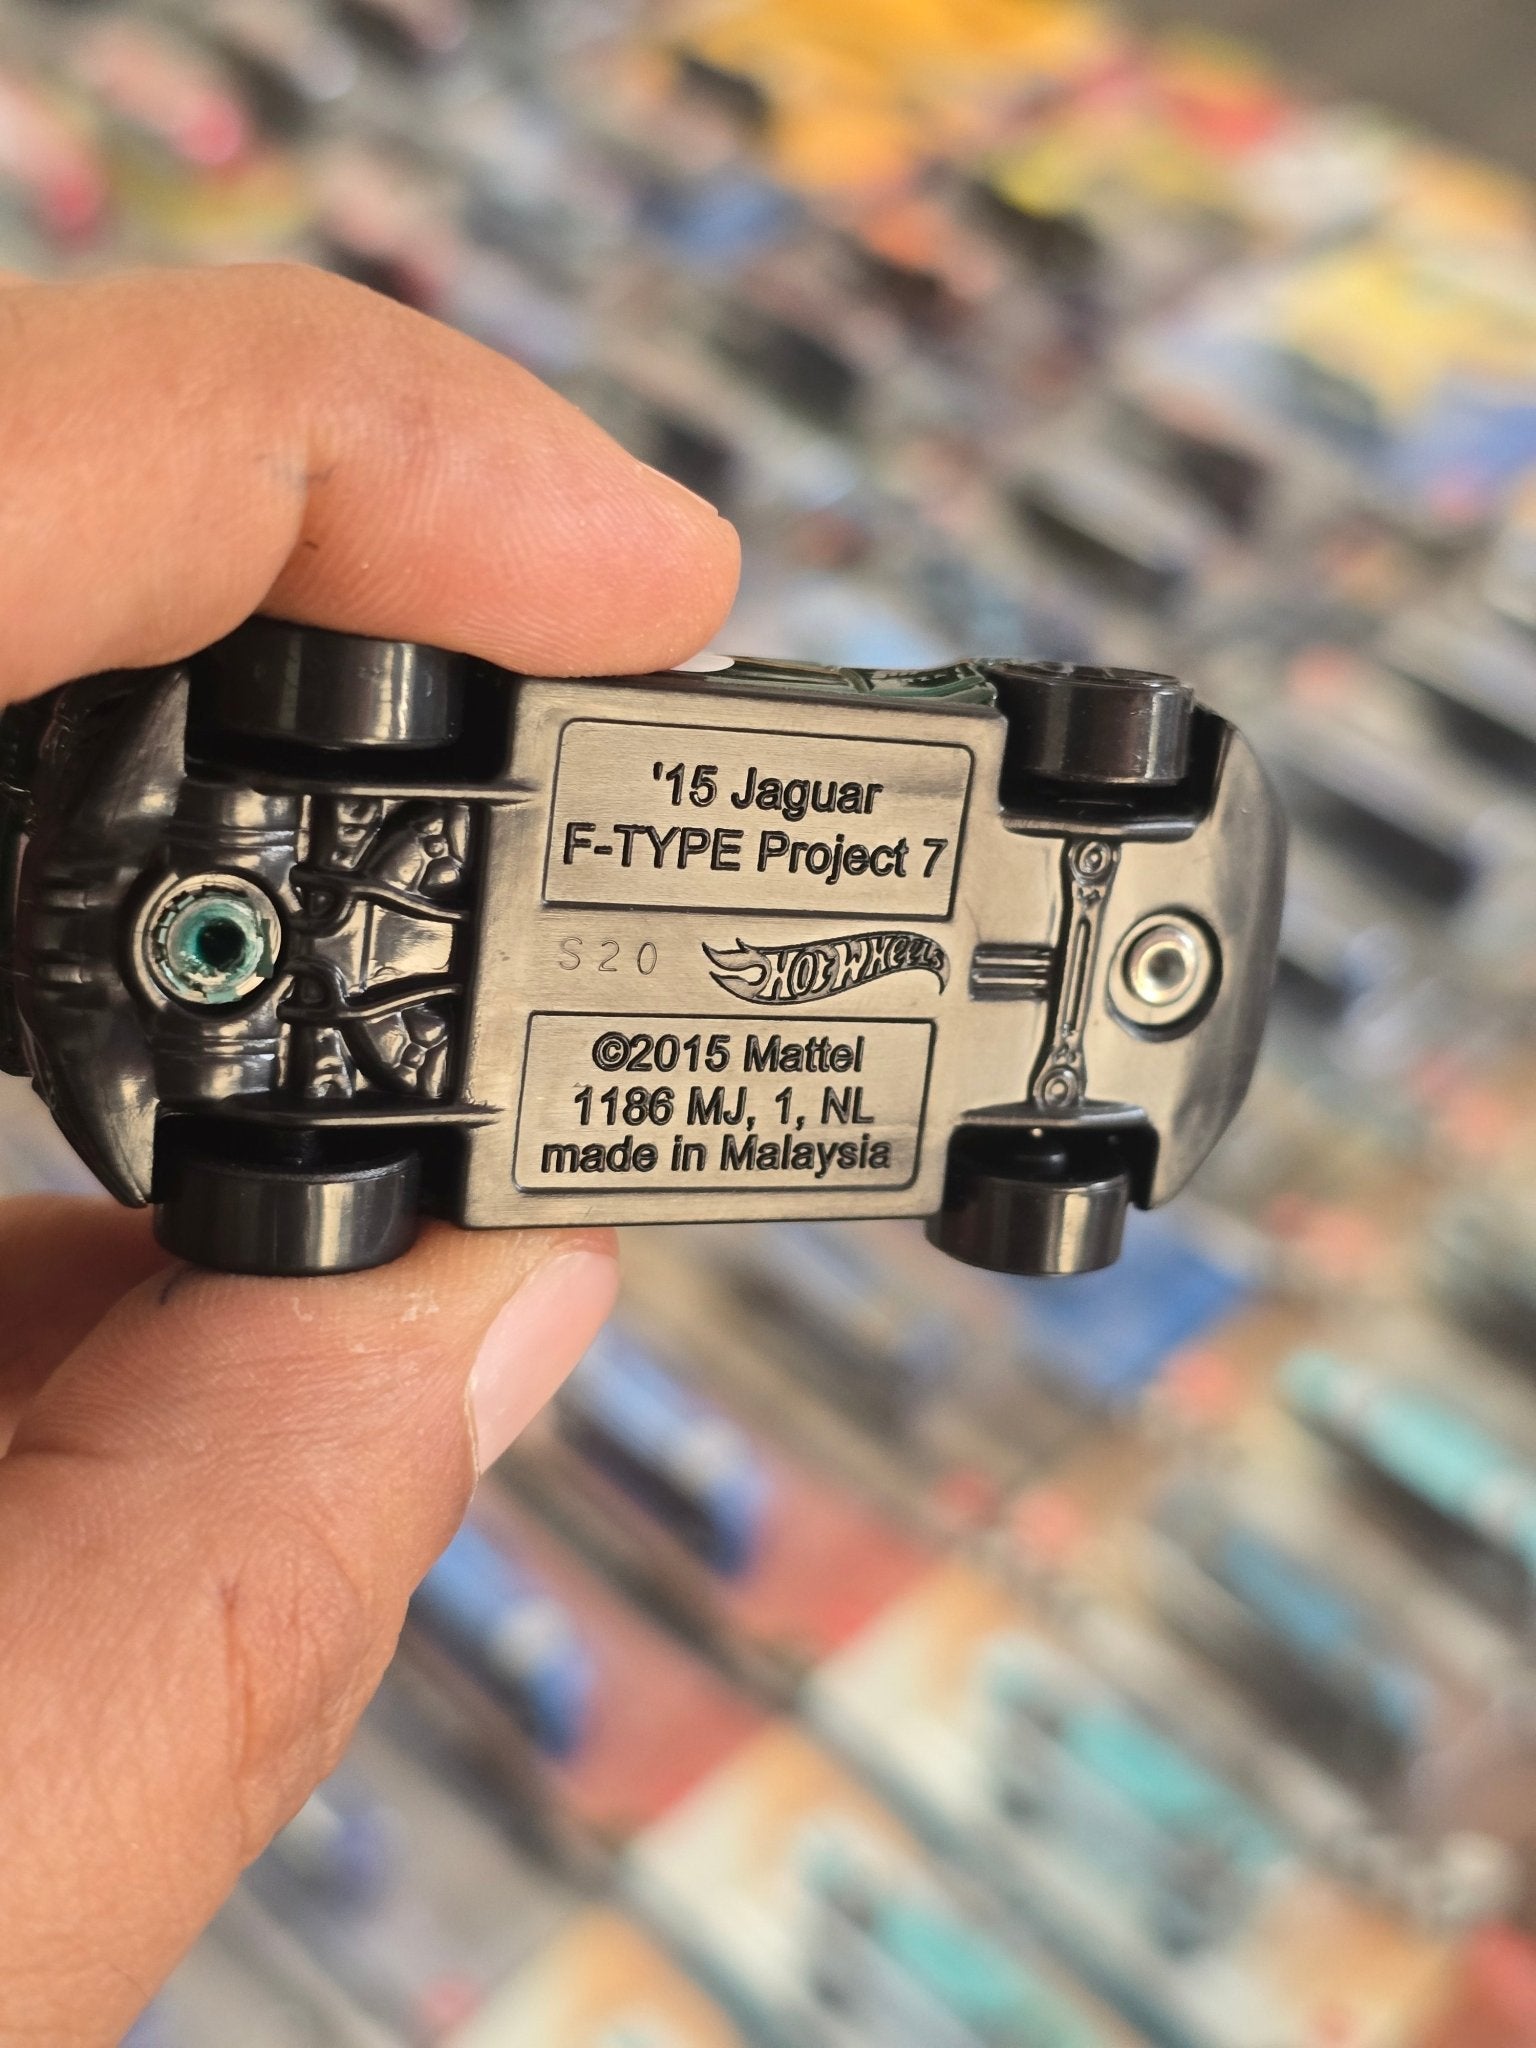 '15 Jaguar
F-TYPE Project 7
S20
HOT WHEELS
©2015 Mattel
1186 MJ, 1, NL
made in Malaysia